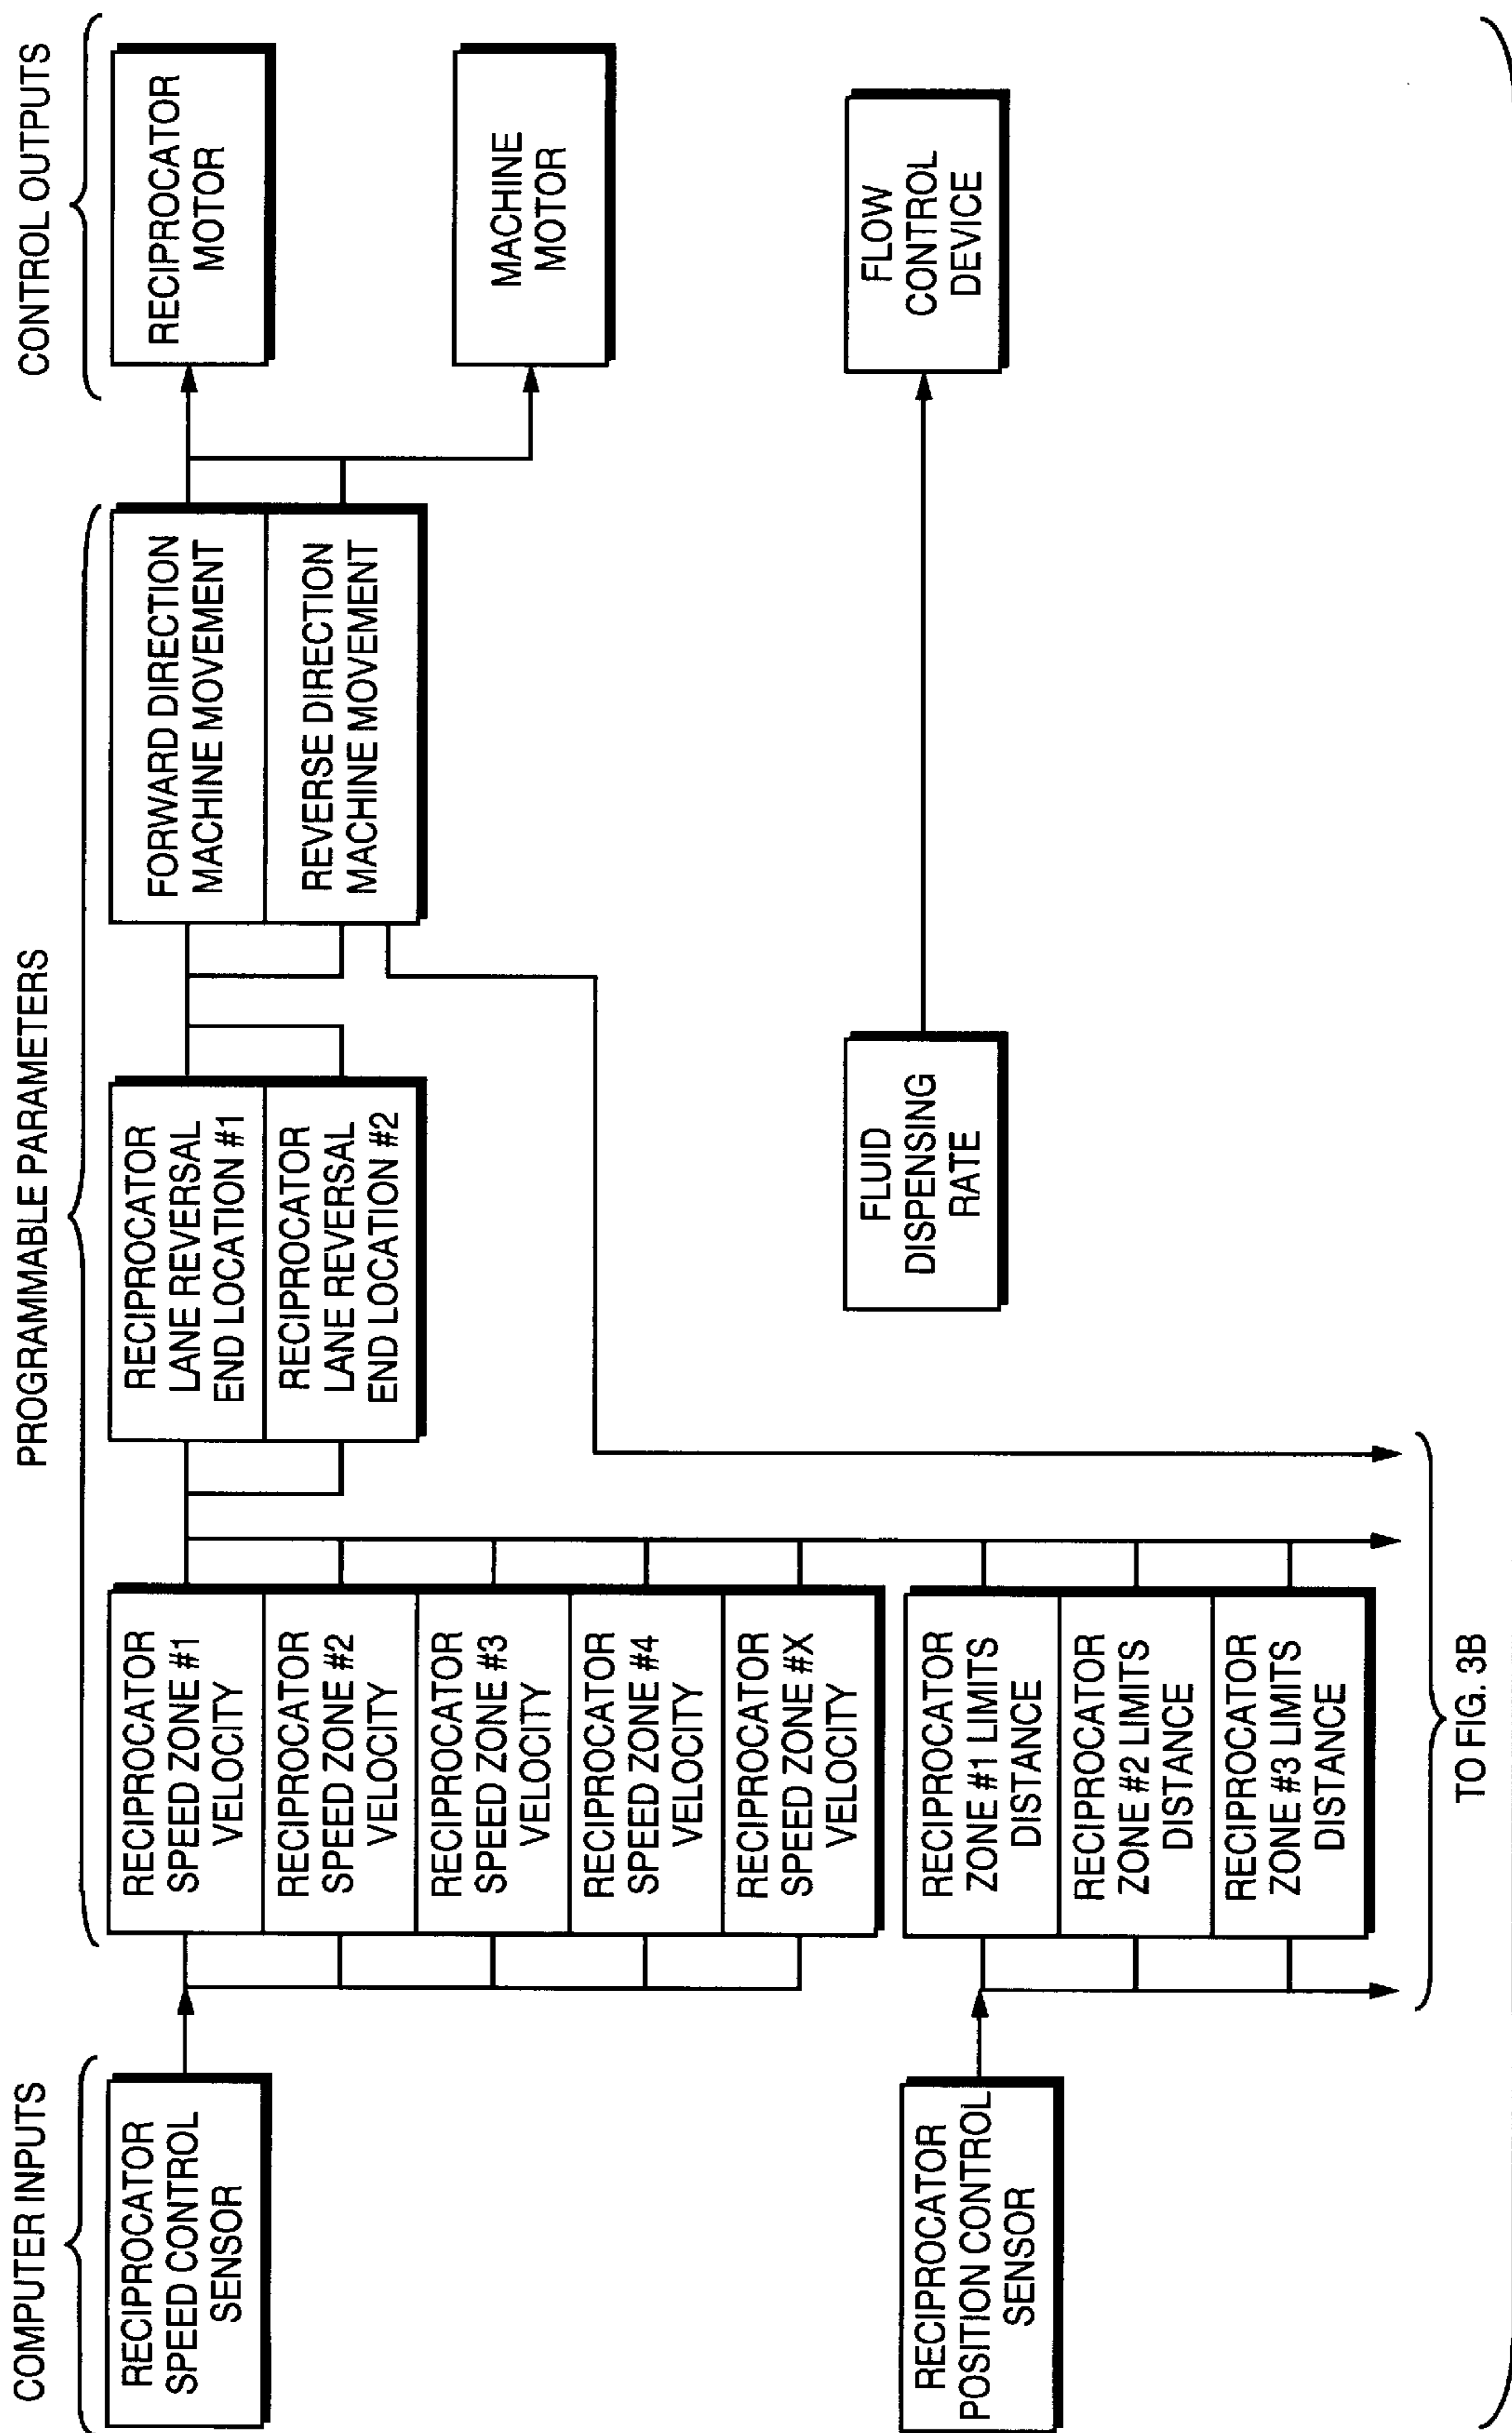 COMPUTER INPUTS
PROGRAMMABLE PARAMETERS
CONTROL OUTPUTS
RECIPROCATOR
SPEED CONTROL
SENSOR
RECIPROCATOR
SPEED ZONE #1
VELOCITY
RECIPROCATOR
SPEED ZONE #2
VELOCITY
RECIPROCATOR
SPEED ZONE #3
VELOCITY
RECIPROCATOR
SPEED ZONE #4
VELOCITY
RECIPROCATOR
SPEED ZONE #X
VELOCITY
RECIPROCATOR
LANE REVERSAL
END LOCATION #1
RECIPROCATOR
LANE REVERSAL
END LOCATION #2
FORWARD DIRECTION
MACHINE MOVEMENT
REVERSE DIRECTION
MACHINE MOVEMENT
RECIPROCATOR
MOTOR
MACHINE
MOTOR
RECIPROCATOR
POSITION CONTROL
SENSOR
RECIPROCATOR
ZONE #1 LIMITS
DISTANCE
RECIPROCATOR
ZONE #2 LIMITS
DISTANCE
RECIPROCATOR
ZONE #3 LIMITS
DISTANCE
FLUID
DISPENSING
RATE
FLOW
CONTROL
DEVICE
TO FIG. 3B